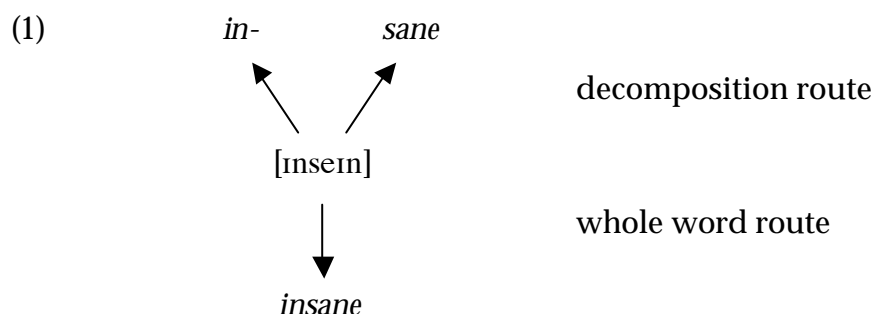 (1) in- sane
decomposition route
[ɪnseɪn]
whole word route
insane